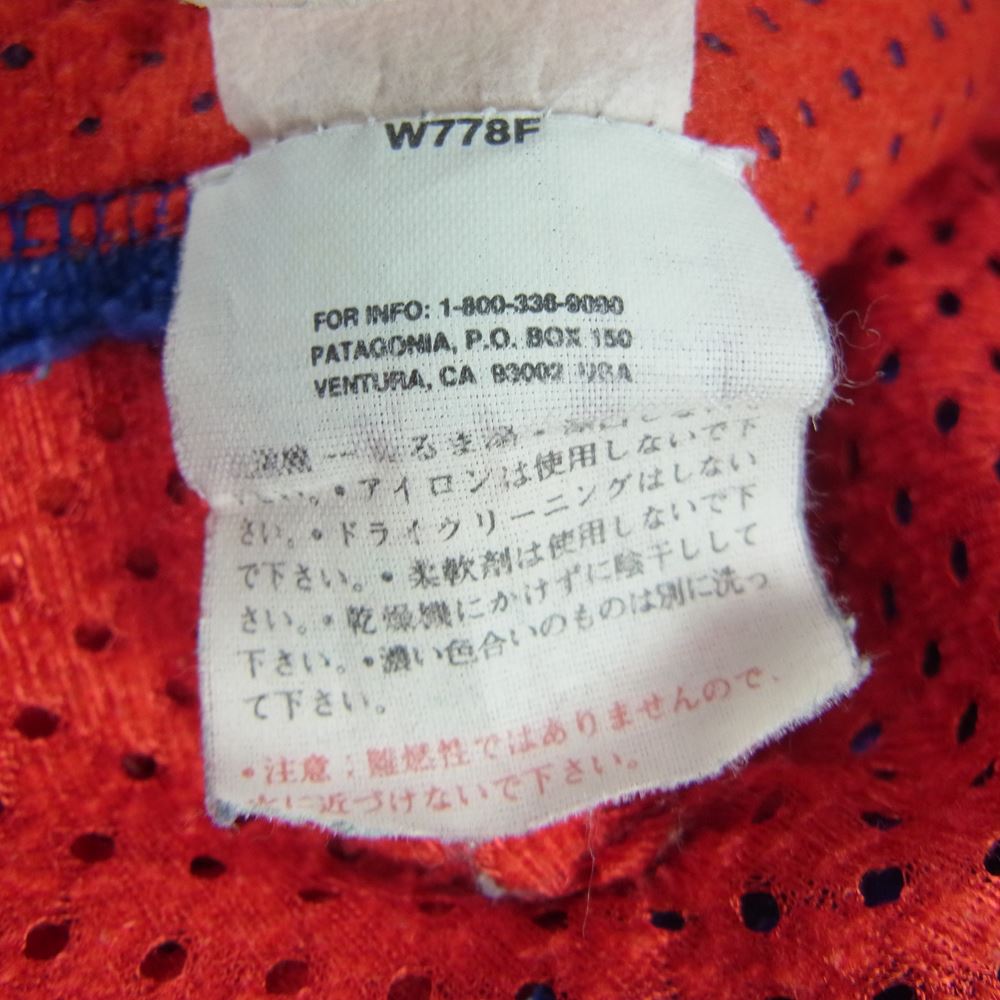 W778F
FOR INFO: 1-800-336-9090
PATAGONIA, P.O. BOX 150
VENTURA, CA 93002 USA
さい。・アイロンは使用しないで下
さい。・ドライクリーニングはしない
で下さい。・柔軟剤は使用しないで下
さい。・乾燥機にかけずに陰干しして
下さい。・濃い色合いのものは別に洗っ
て下さい。
・注意：難燃性ではありませんので、
火に近づけないで下さい。